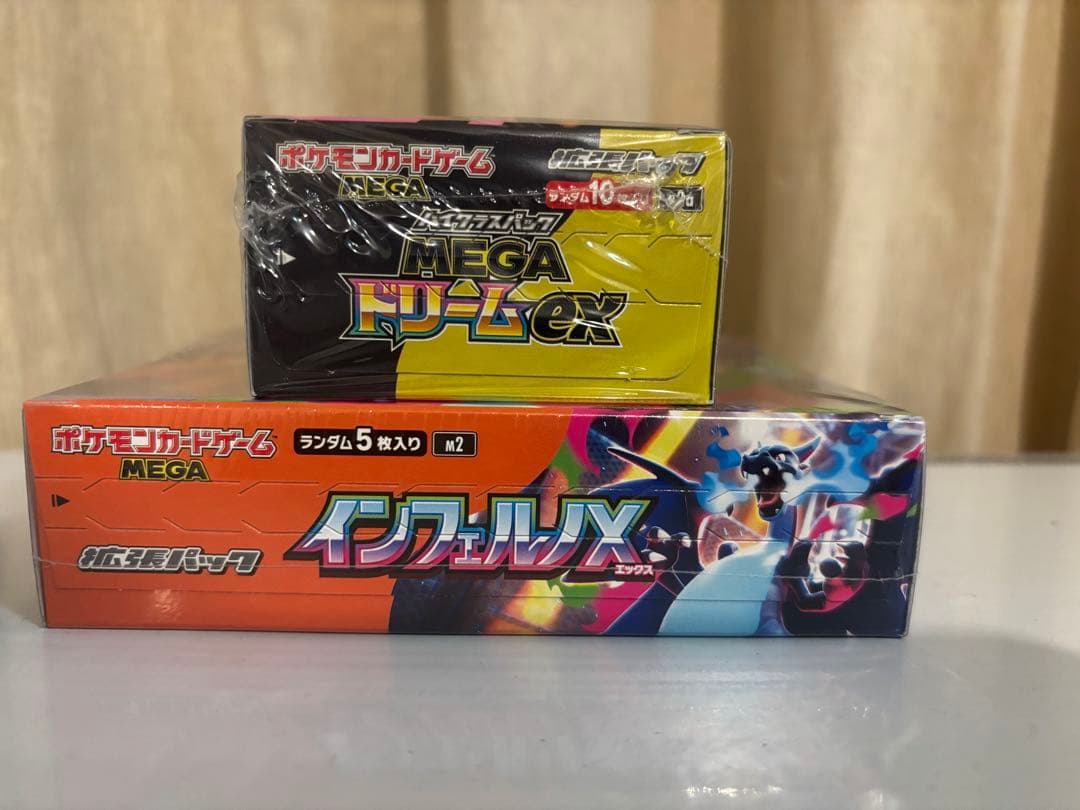 ポケモンカードゲーム
MEGA
拡張パック
ランダム10枚入り
ハイクラスパック
MEGA
ドリームex
ポケモンカードゲーム
MEGA
ランダム5枚入り
M2
拡張パック
インフェルノX
エックス